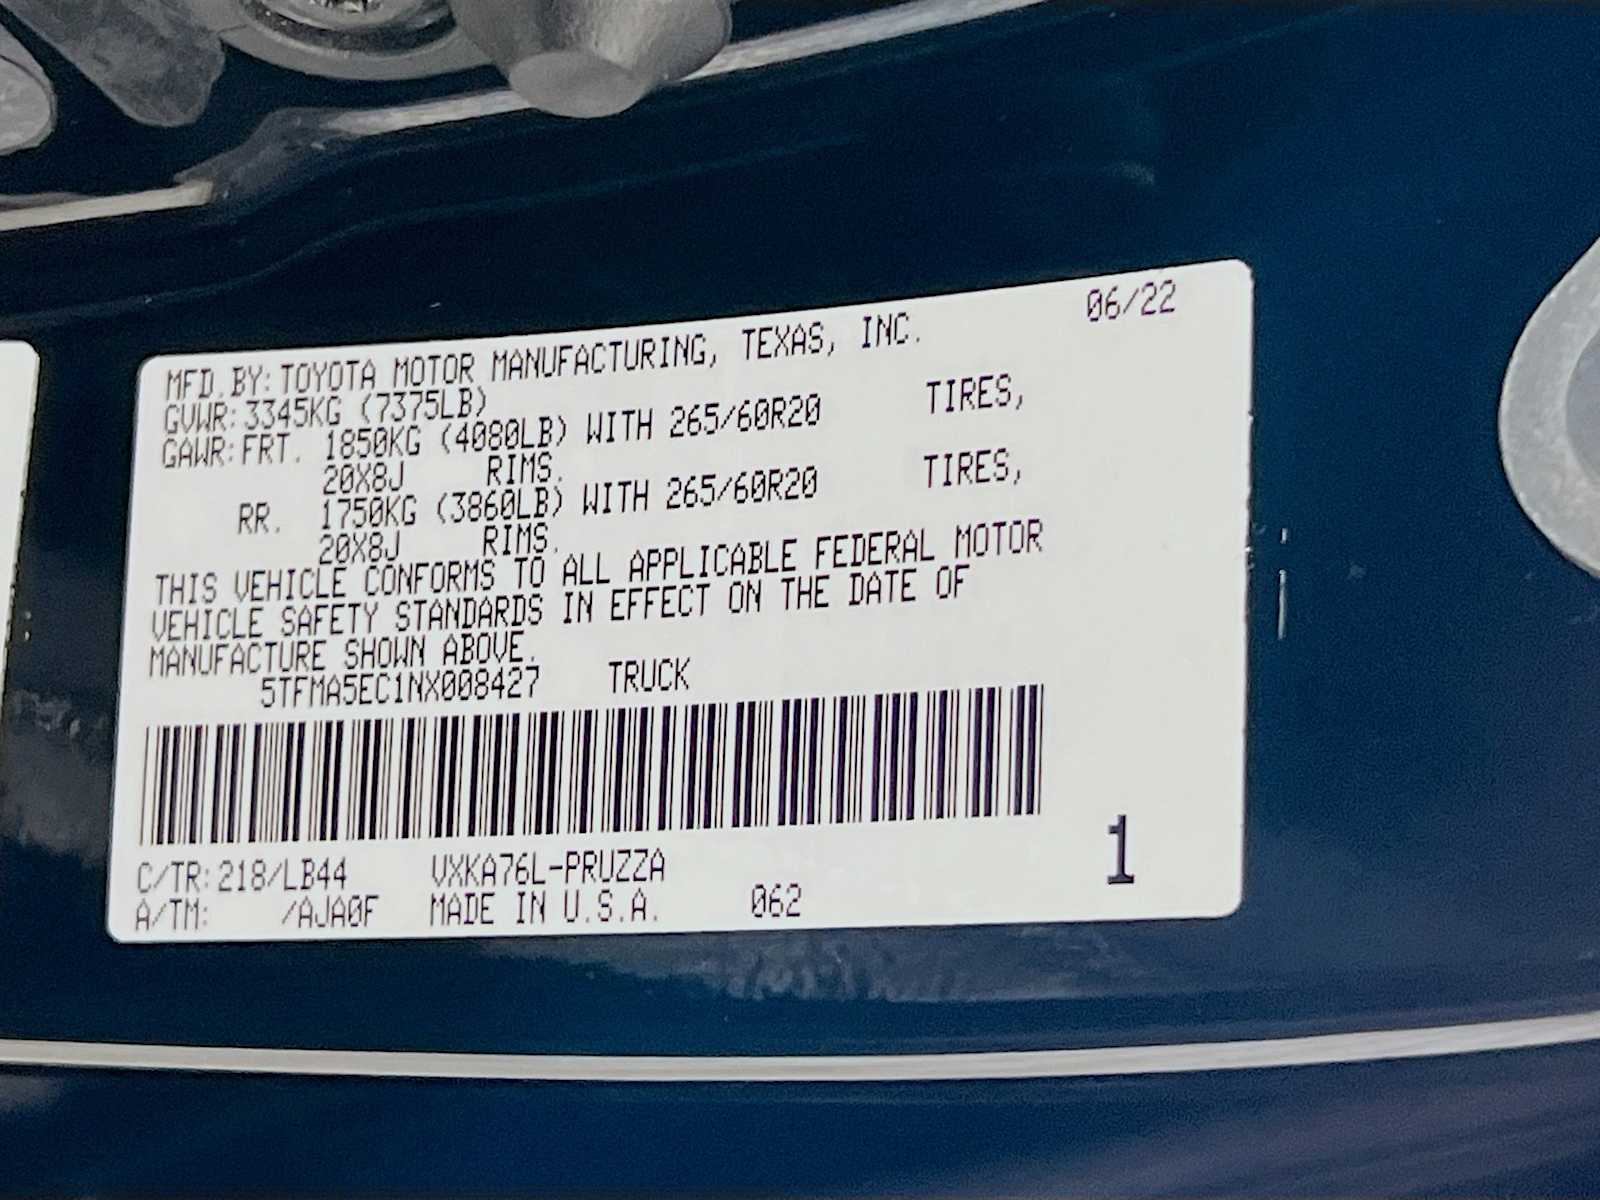 06/22
MFD.BY: TOYOTA MOTOR MANUFACTURING, TEXAS, INC.
GVWR: 3345KG (7375LB)
GAWR: FRT. 1850KG (4080LB) WITH 265/60R20 TIRES,
20X8J RIMS.
RR. 1750KG (3860LB) WITH 265/60R20 TIRES,
20X8J RIMS.
THIS VEHICLE CONFORMS TO ALL APPLICABLE FEDERAL MOTOR
VEHICLE SAFETY STANDARDS IN EFFECT ON THE DATE OF
MANUFACTURE SHOWN ABOVE.
5TFMA5EC1NX008427 TRUCK
C/TR: 218/LB44 VXKA76L-PRUZZA
A/TM: /AJA0F MADE IN U.S.A. 062
1